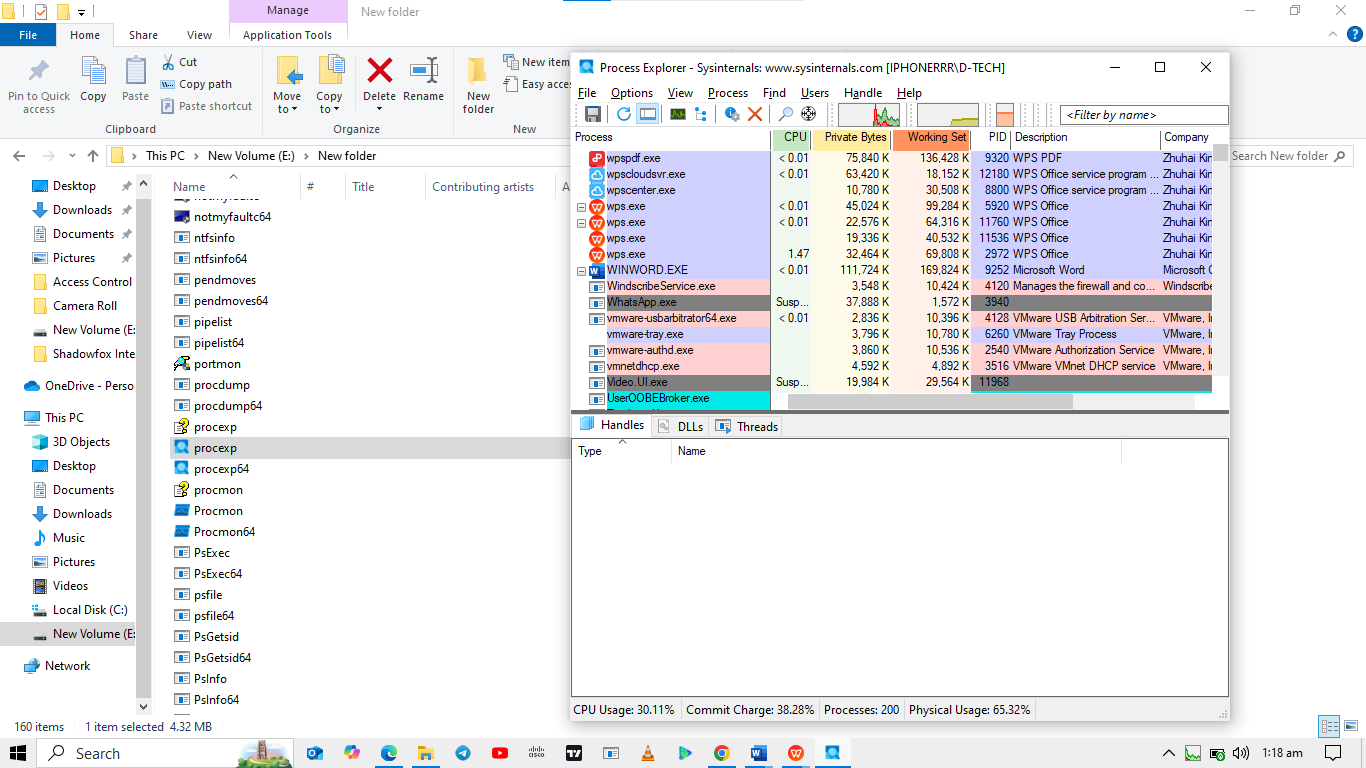 Manage
New folder
File
Home
Share
View
Application Tools
Pin to Quick access
Copy
Paste
Cut
Copy path
Paste shortcut
Clipboard
Move to
Copy to
Delete
Rename
Organize
New folder
New item
Easy acce
New
This PC
New Volume (E:)
New folder
Search New folder
Desktop
Downloads
Documents
Pictures
Access Control
Camera Roll
New Volume (E:
Shadowfox Inte
OneDrive - Perso
This PC
3D Objects
Desktop
Documents
Downloads
Music
Pictures
Videos
Local Disk (C:)
New Volume (E:
Network
Name
#
Title
Contributing artists
A
notmyfaultc64
ntfsinfo
ntfsinfo64
pendmoves
pendmoves64
pipelist
pipelist64
portmon
procdump
procdump64
procexp
procexp
procexp64
procmon
Procmon
Procmon64
PsExec
PsExec64
psfile
psfile64
PsGetsid
PsGetsid64
PsInfo
PsInfo64
160 items
1 item selected 4.32 MB
Process Explorer - Sysinternals: www.sysinternals.com [IPHONERRR\D-TECH]
File Options View Process Find Users Handle Help
<Filter by name>
Process CPU Private Bytes Working Set PID Description Company
wpspdf.exe < 0.01 75,840 K 136,428 K 9320 WPS PDF Zhuhai Kin
wpscloudsvr.exe < 0.01 63,420 K 18,152 K 12180 WPS Office service program ... Zhuhai Kin
wpscenter.exe 10,780 K 30,508 K 8800 WPS Office service program ... Zhuhai Kin
wps.exe < 0.01 45,024 K 99,284 K 5920 WPS Office Zhuhai Kin
wps.exe < 0.01 22,576 K 64,316 K 11760 WPS Office Zhuhai Kin
wps.exe 19,336 K 40,532 K 11536 WPS Office Zhuhai Kin
wps.exe 1.47 32,464 K 69,808 K 2972 WPS Office Zhuhai Kin
WINWORD.EXE < 0.01 111,724 K 169,824 K 9252 Microsoft Word Microsoft C
WindscribeService.exe 3,548 K 10,424 K 4120 Manages the firewall and co... Windscribe
WhatsApp.exe Susp... 37,888 K 1,572 K 3940
vmware-usbarbitrator64.exe < 0.01 2,836 K 10,396 K 4128 VMware USB Arbitration Ser... VMware, Ir
vmware-tray.exe 3,796 K 10,780 K 6260 VMware Tray Process VMware, Ir
vmware-authd.exe 3,860 K 10,536 K 2540 VMware Authorization Service VMware, Ir
vmnetdhcp.exe 4,592 K 4,892 K 3516 VMware VMnet DHCP service VMware, Ir
Video.UI.exe Susp... 19,984 K 29,564 K 11968
UserOOBEBroker.exe
Handles DLLs Threads
Type Name
CPU Usage: 30.11% Commit Charge: 38.28% Processes: 200 Physical Usage: 65.32%
Search
1:18 am